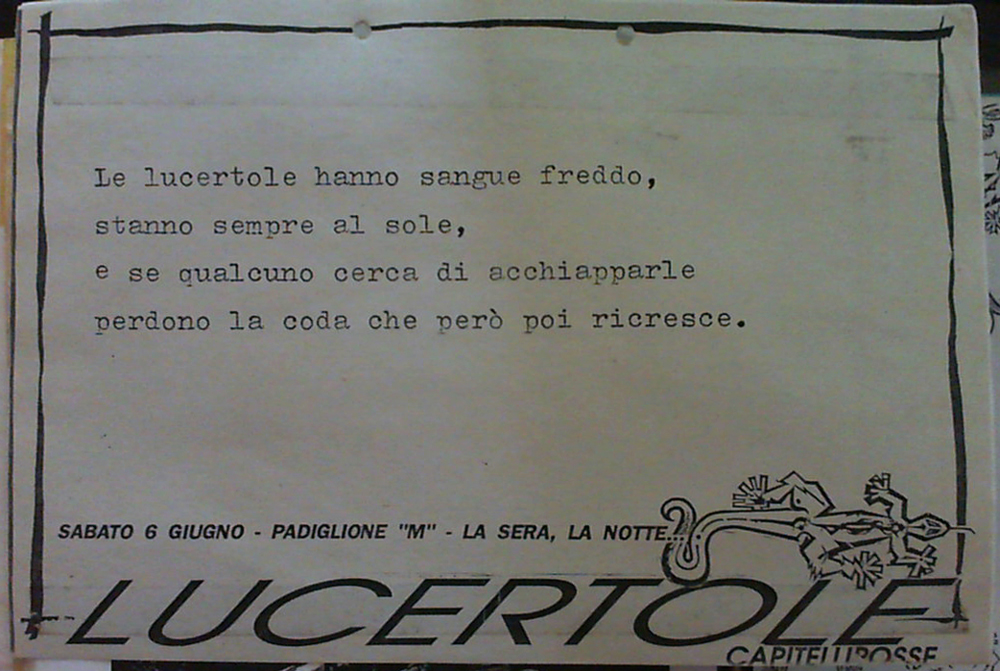 Le lucertole hanno sangue freddo,
stanno sempre al sole,
e se qualcuno cerca di acchiapparle
perdono la coda che però poi ricresce.
SABATO 6 GIUGNO - PADIGLIONE "M" - LA SERA, LA NOTTE...
LUCERTOLE